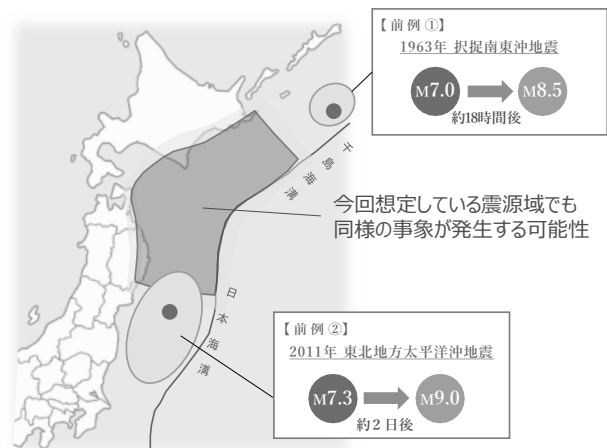 【前例①】
1963年 択捉南東沖地震
M7.0 M8.5
約18時間後
千島海溝
今回想定している震源域でも
同様の事象が発生する可能性
日本海溝
【前例②】
2011年 東北地方太平洋沖地震
M7.3 M9.0
約2日後